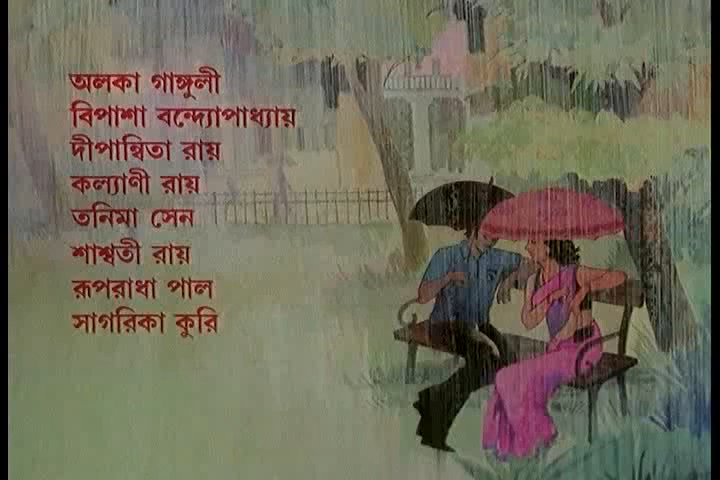 অলকা গাঙ্গুলী
বিপাশা বন্দ্যোপাধ্যায়
দীপান্বিতা রায়
কল্যাণী রায়
তনিমা সেন
শাশ্বতী রায়
রূপরাধা পাল
সাগরিকা কুরি